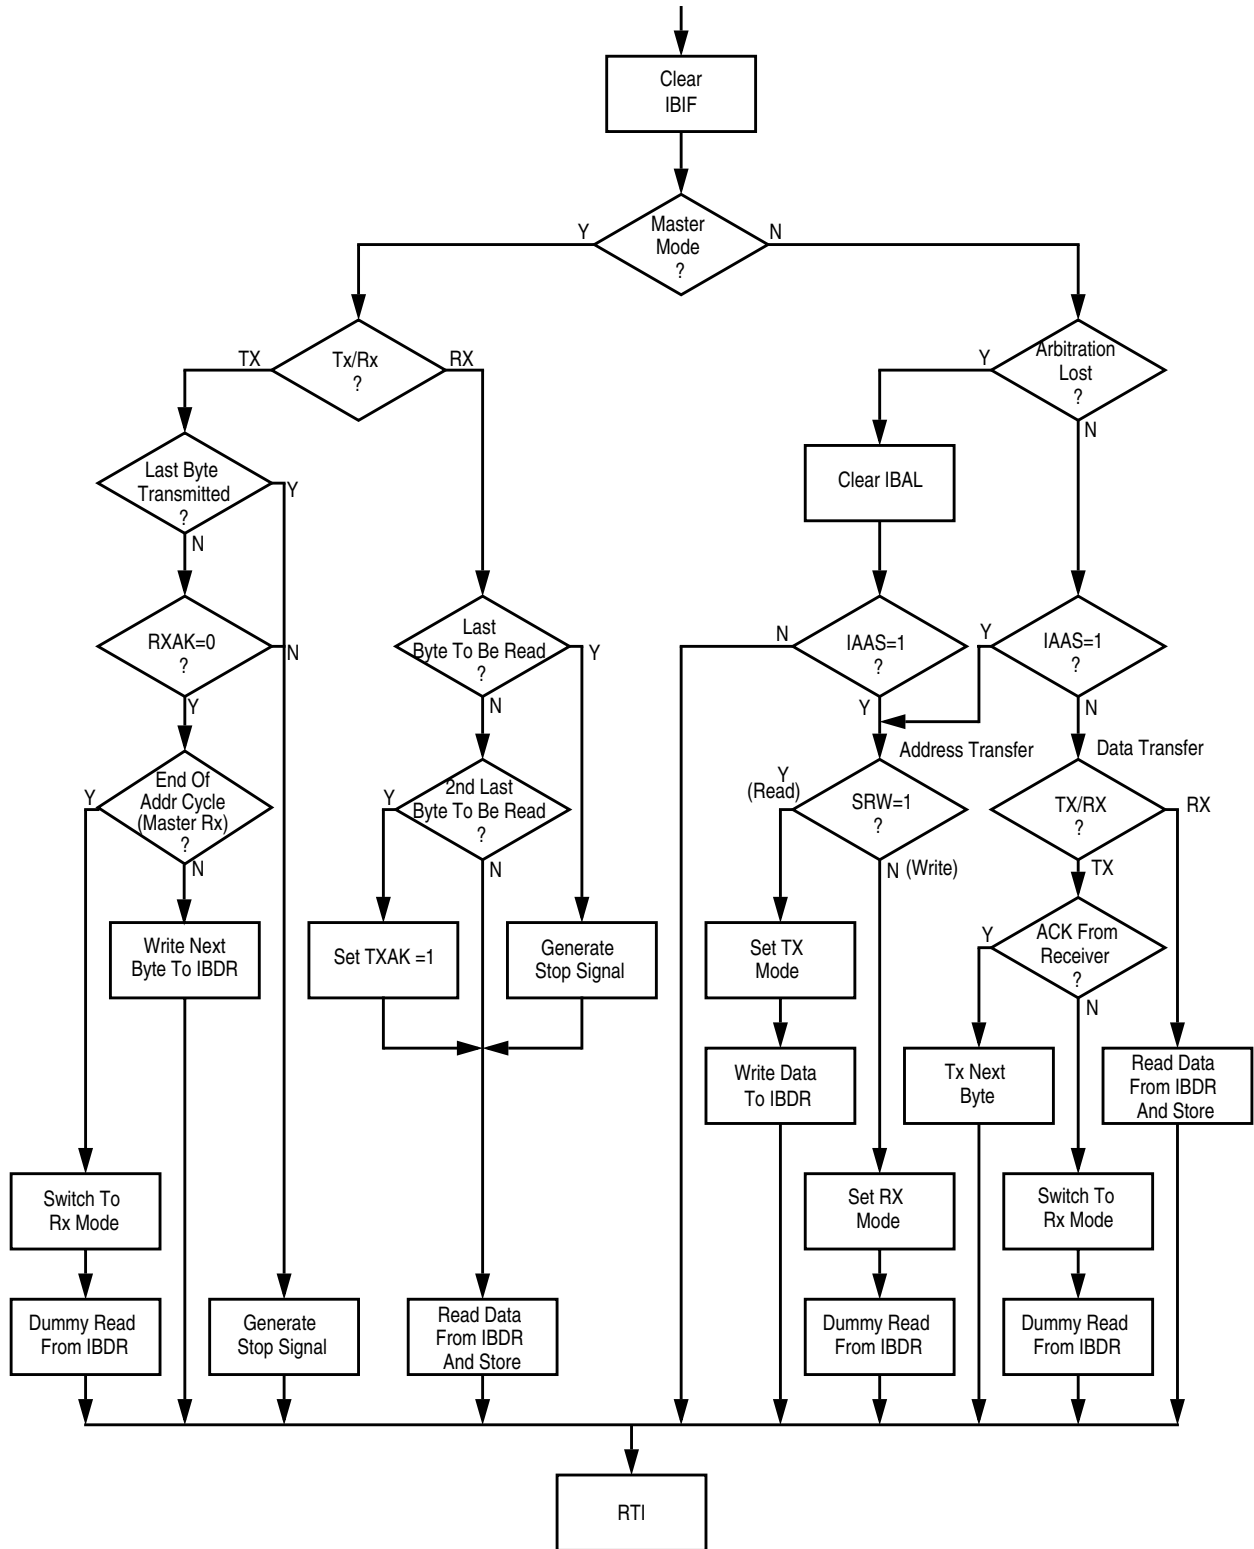 Clear
IBIF
Master
Mode
?
Y
N
Tx/Rx
?
TX
RX
Arbitration
Lost
?
Y
N
Last Byte
Transmitted
?
Y
N
Clear IBAL
RXAK=0
?
N
Y
Last
Byte To Be Read
?
Y
N
IAAS=1
?
N
Y
IAAS=1
?
Y
N
Address Transfer
Data Transfer
End Of
Addr Cycle
(Master Rx)
?
Y
N
2nd Last
Byte To Be Read
?
Y
N
Y
(Read)
SRW=1
?
N (Write)
TX/RX
?
RX
TX
Write Next
Byte To IBDR
Set TXAK =1
Generate
Stop Signal
Set TX
Mode
ACK From
Receiver
?
Y
N
Write Data
To IBDR
Tx Next
Byte
Read Data
From IBDR
And Store
Switch To
Rx Mode
Set RX
Mode
Switch To
Rx Mode
Dummy Read
From IBDR
Generate
Stop Signal
Read Data
From IBDR
And Store
Dummy Read
From IBDR
Dummy Read
From IBDR
RTI